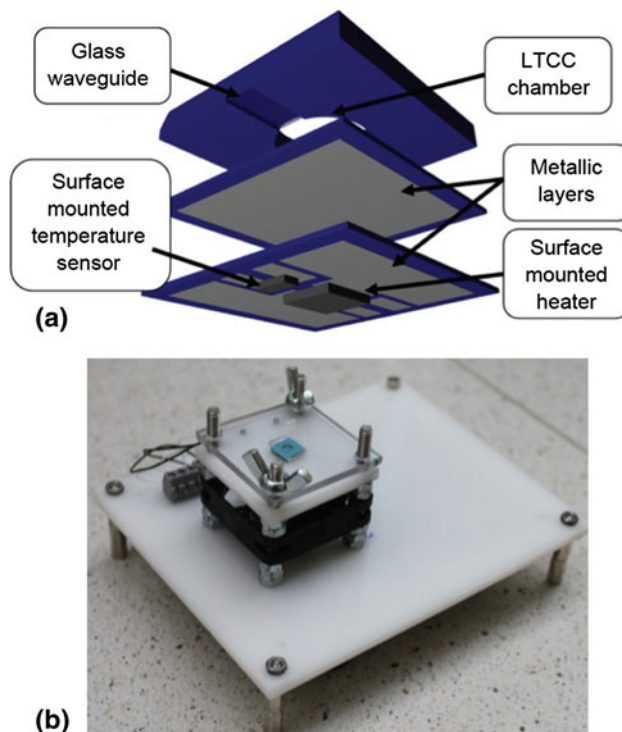 Glass
waveguide
LTCC
chamber
Surface
mounted
temperature
sensor
Metallic
layers
Surface
mounted
heater
(a)
(b)